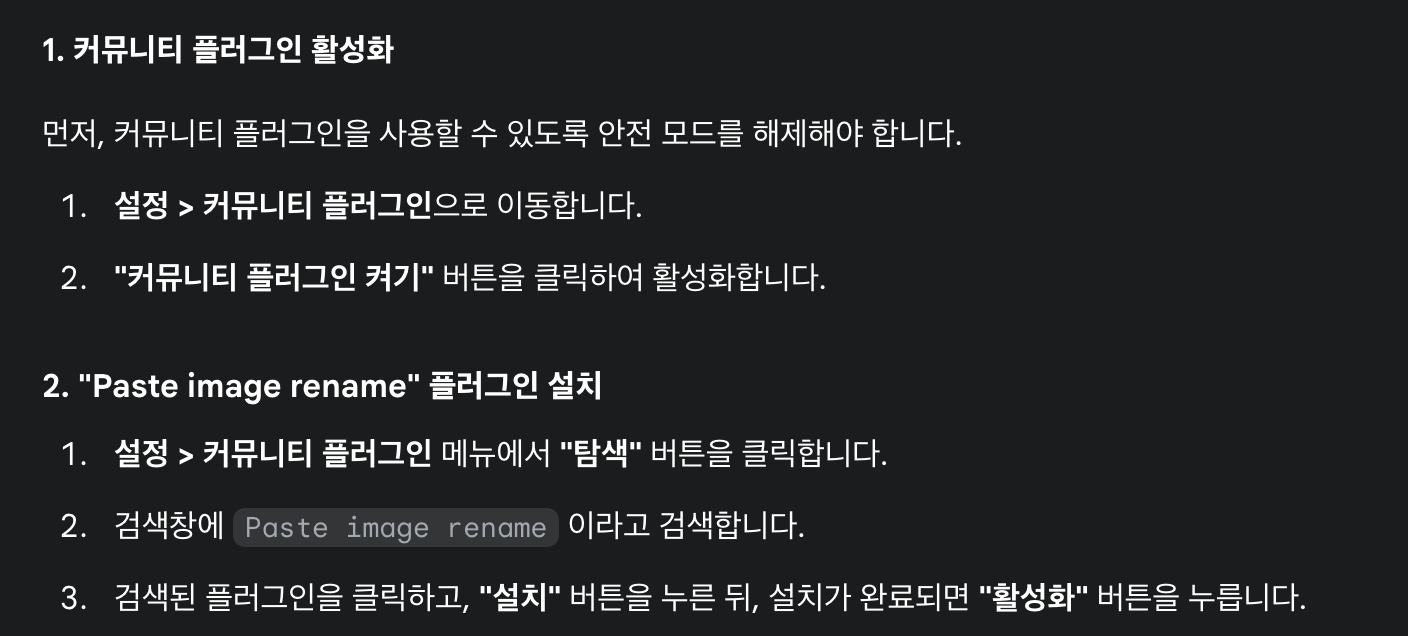 1. 커뮤니티 플러그인 활성화
먼저, 커뮤니티 플러그인을 사용할 수 있도록 안전 모드를 해제해야 합니다.
1. 설정 > 커뮤니티 플러그인으로 이동합니다.
2. "커뮤니티 플러그인 켜기" 버튼을 클릭하여 활성화합니다.
2. "Paste image rename" 플러그인 설치
1. 설정 > 커뮤니티 플러그인 메뉴에서 "탐색" 버튼을 클릭합니다.
2. 검색창에 Paste image rename 이라고 검색합니다.
3. 검색된 플러그인을 클릭하고, "설치" 버튼을 누른 뒤, 설치가 완료되면 "활성화" 버튼을 누릅니다.